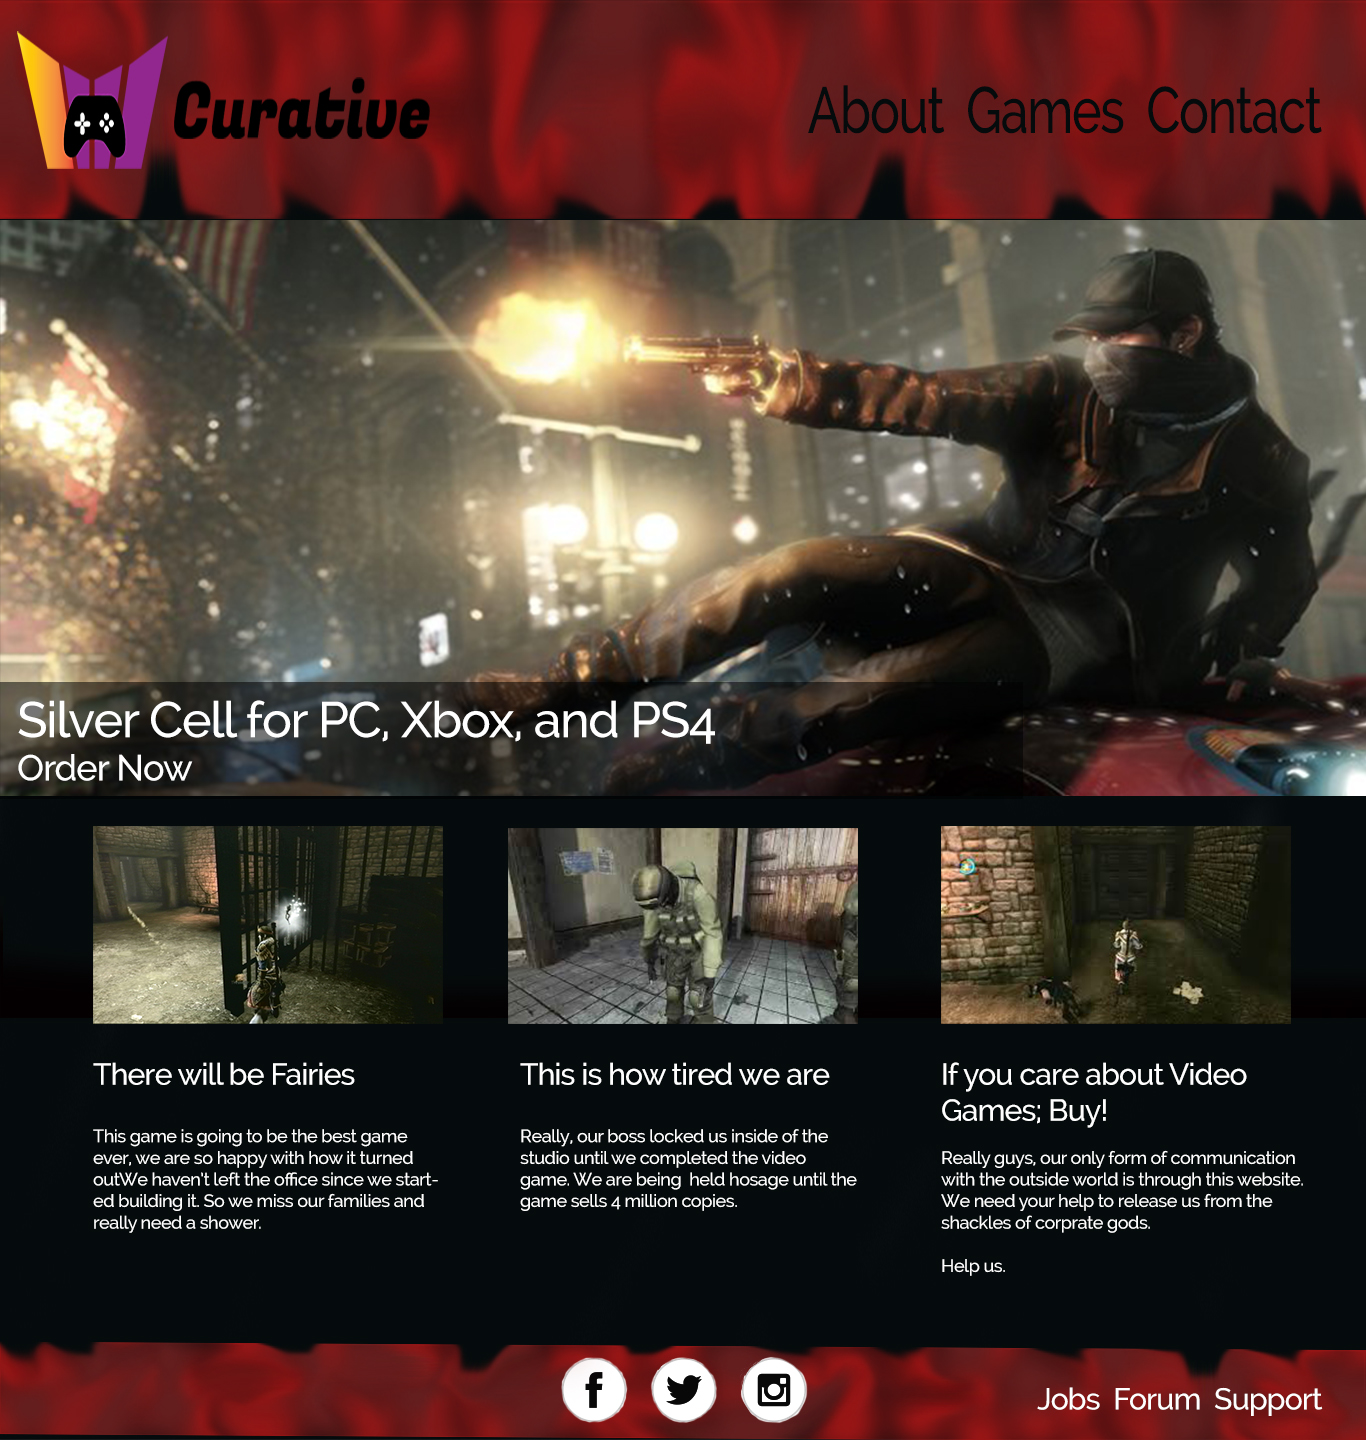 Curative
About Games Contact
Silver Cell for PC, Xbox, and PS4
Order Now
There will be Fairies
This game is going to be the best game
ever, we are so happy with how it turned
outWe haven't left the office since we start-
ed building it. So we miss our families and
really need a shower.
This is how tired we are
Really, our boss locked us inside of the
studio until we completed the video
game. We are being  held hosage until the
game sells 4 million copies.
If you care about Video
Games; Buy!
Really guys, our only form of communication
with the outside world is through this website.
We need your help to release us from the
shackles of corprate gods.
Help us.
Jobs Forum Support